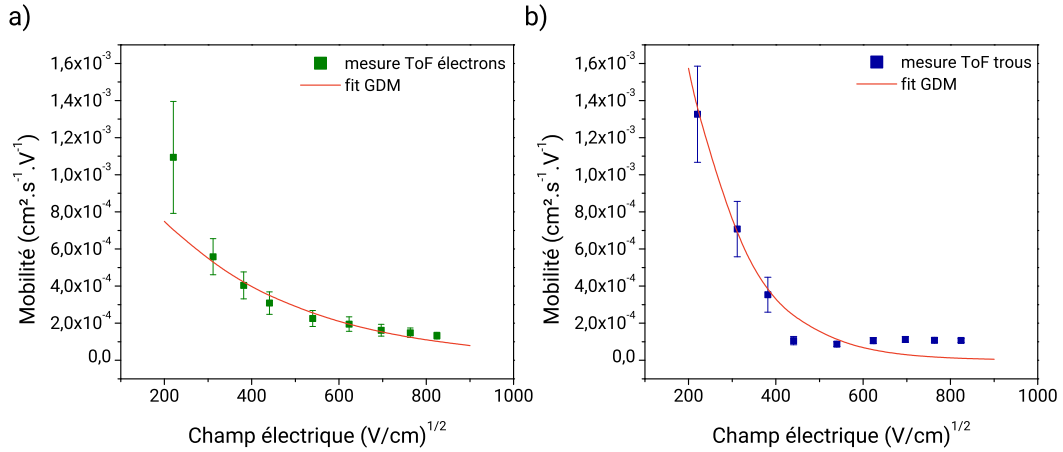 a)
mesure ToF électrons
fit GDM
Mobilité (cm².s⁻¹.V⁻¹)
1,6x10⁻³
1,4x10⁻³
1,2x10⁻³
1,0x10⁻³
8,0x10⁻⁴
6,0x10⁻⁴
4,0x10⁻⁴
2,0x10⁻⁴
0,0
200 400 600 800 1000
Champ électrique (V/cm)¹/²
b)
mesure ToF trous
fit GDM
Mobilité (cm².s⁻¹.V⁻¹)
1,6x10⁻³
1,4x10⁻³
1,2x10⁻³
1,0x10⁻³
8,0x10⁻⁴
6,0x10⁻⁴
4,0x10⁻⁴
2,0x10⁻⁴
0,0
200 400 600 800 1000
Champ électrique (V/cm)¹/²